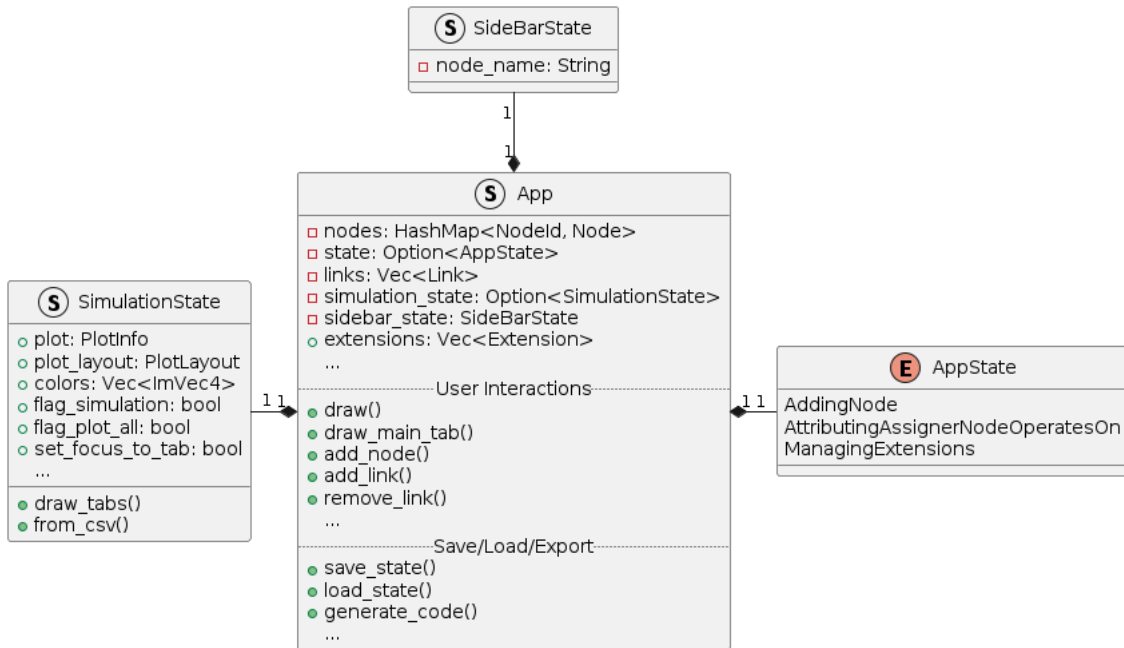 S SideBarState
node_name: String
1
1
S App
nodes: HashMap<NodeId, Node>
state: Option<AppState>
links: Vec<Link>
simulation_state: Option<SimulationState>
sidebar_state: SideBarState
extensions: Vec<Extension>
...
User Interactions
draw()
draw_main_tab()
add_node()
add_link()
remove_link()
...
Save/Load/Export
save_state()
load_state()
generate_code()
...
S SimulationState
plot: PlotInfo
plot_layout: PlotLayout
colors: Vec<ImVec4>
flag_simulation: bool
flag_plot_all: bool
set_focus_to_tab: bool
...
draw_tabs()
from_csv()
1 1
1 1
E AppState
AddingNode
AttributingAssignerNodeOperatesOn
ManagingExtensions